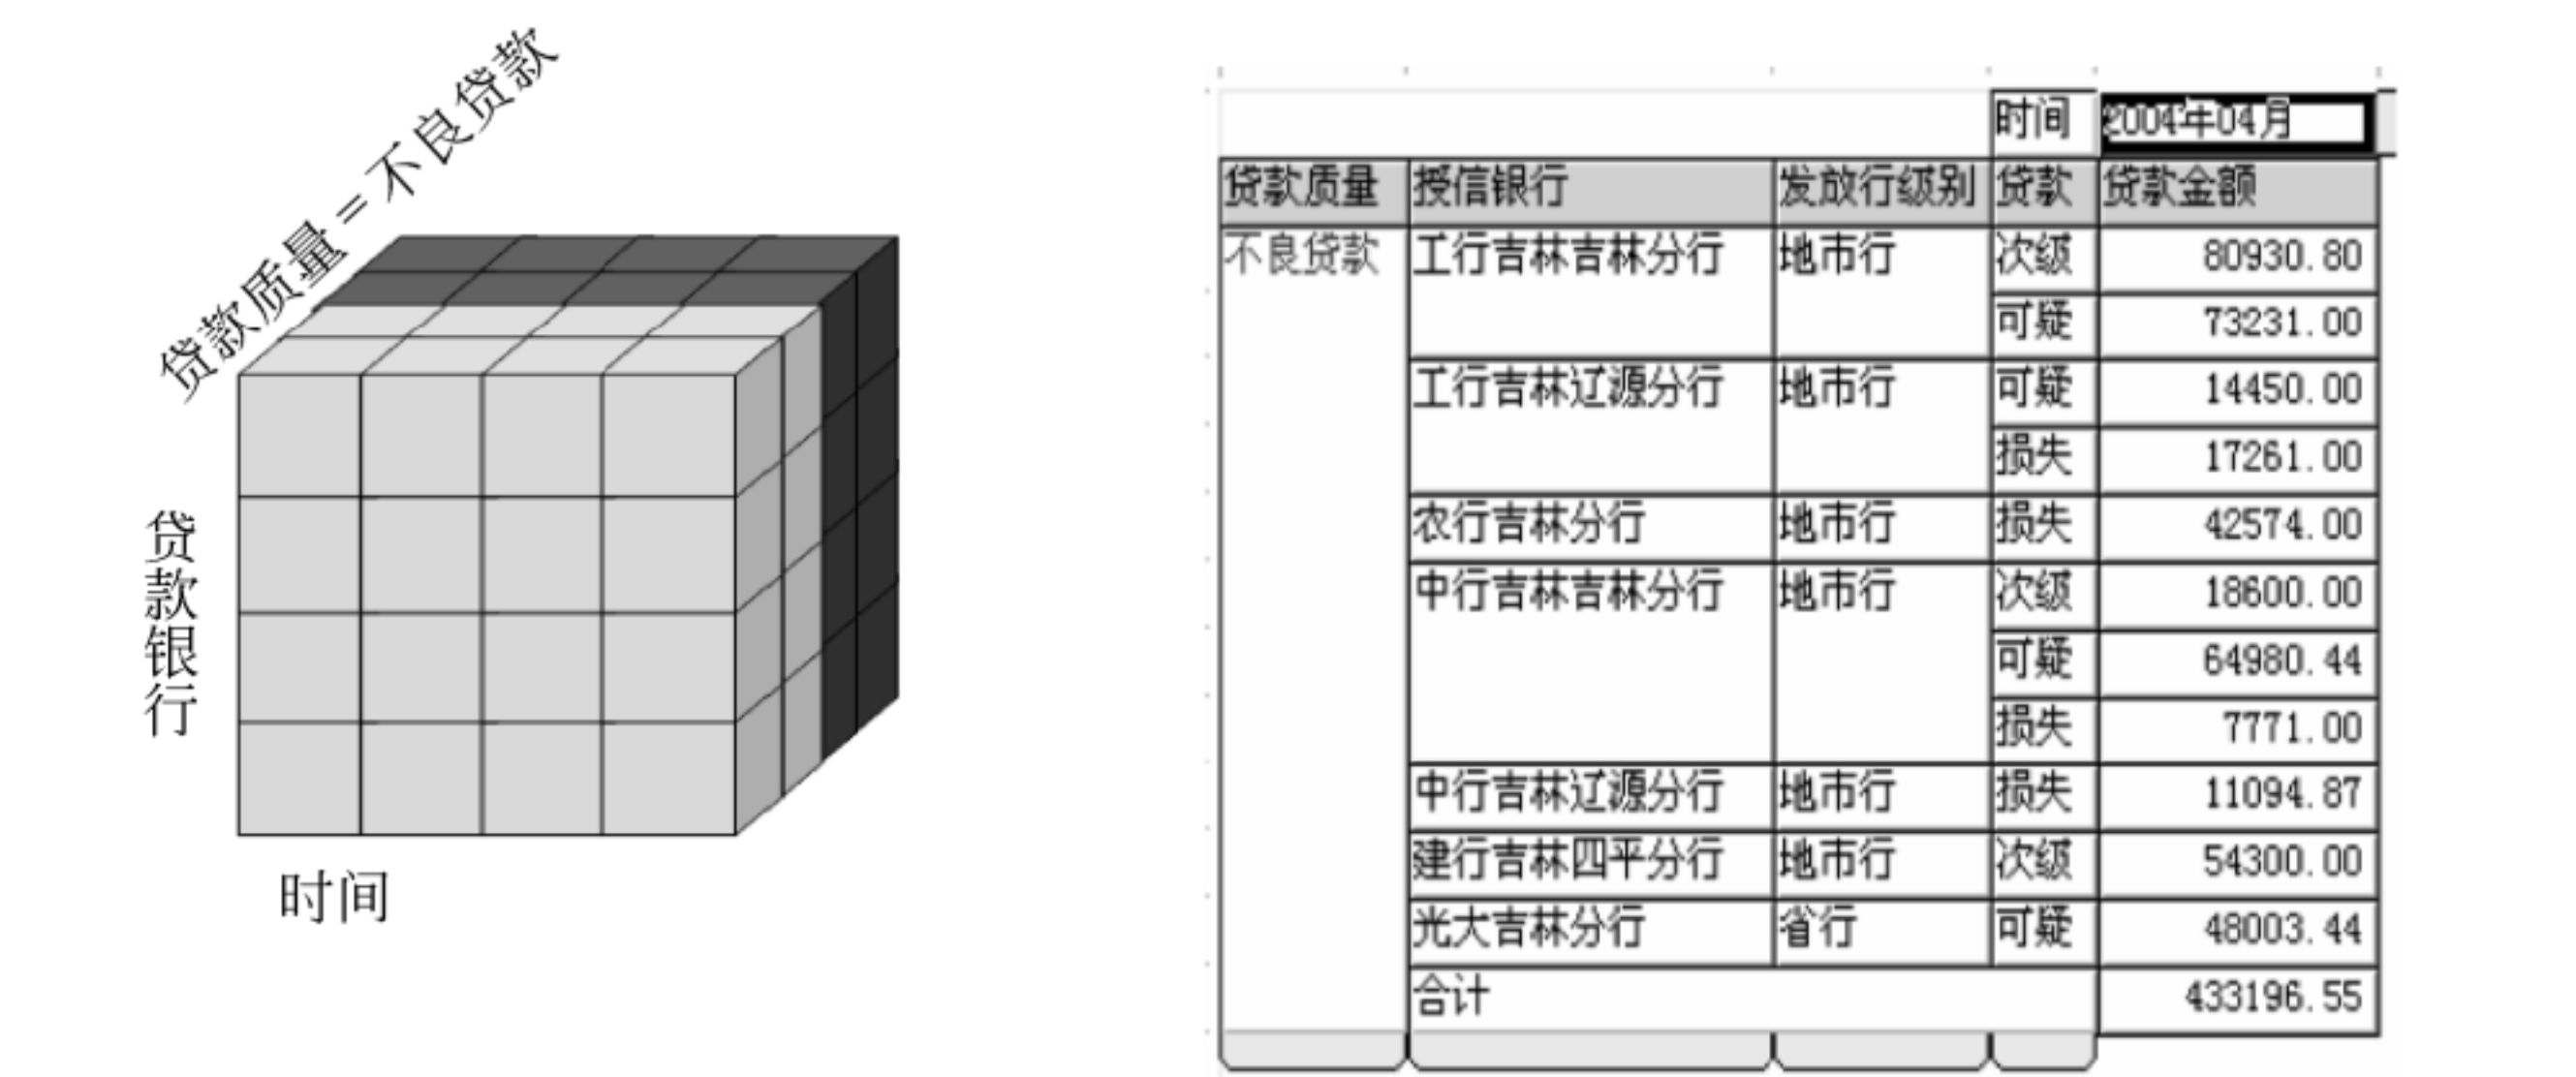 贷款质量=不良贷款
贷款银行
时间
时间 2004年04月
贷款质量 授信银行 发放行级别 贷款 贷款金额
不良贷款 工行吉林吉林分行 地市行 次级 80930.80
可疑 73231.00
工行吉林辽源分行 地市行 可疑 14450.00
损失 17261.00
农行吉林分行 地市行 损失 42574.00
中行吉林吉林分行 地市行 次级 18600.00
可疑 64980.44
损失 7771.00
中行吉林辽源分行 地市行 损失 11094.87
建行吉林四平分行 地市行 次级 54300.00
光大吉林分行 省行 可疑 48003.44
合计 433196.55